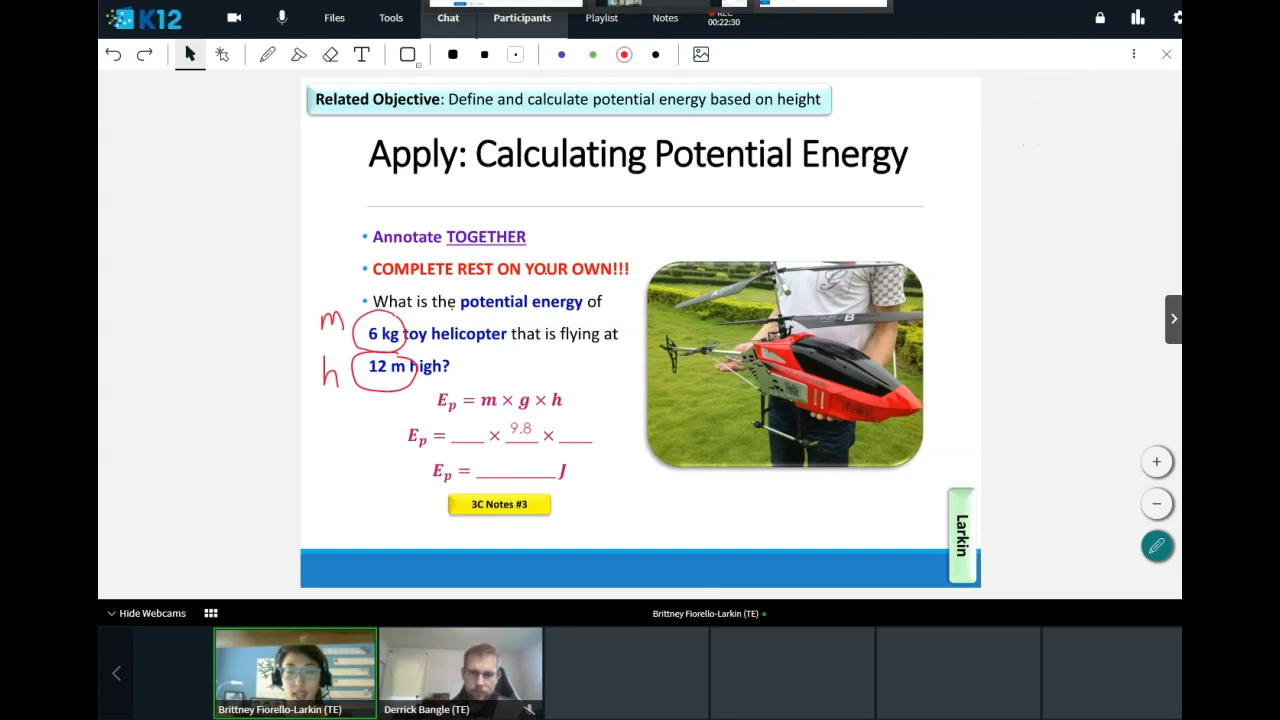 K12
Files
Tools
Chat
Participants
Playlist
Notes
REC
00:22:30
T
Related Objective: Define and calculate potential energy based on height
Apply: Calculating Potential Energy
• Annotate TOGETHER
• COMPLETE REST ON YOUR OWN!!!
• What is the potential energy of
m 6 kg toy helicopter that is flying at
h 12 m high?
Eₚ = m × g × h
Eₚ = ____ × 9.8 × ____
Eₚ = ________ J
3C Notes #3
Larkin
Hide Webcams
Brittney Fiorello-Larkin (TE)
Brittney Fiorello-Larkin (TE)
Derrick Bangle (TE)